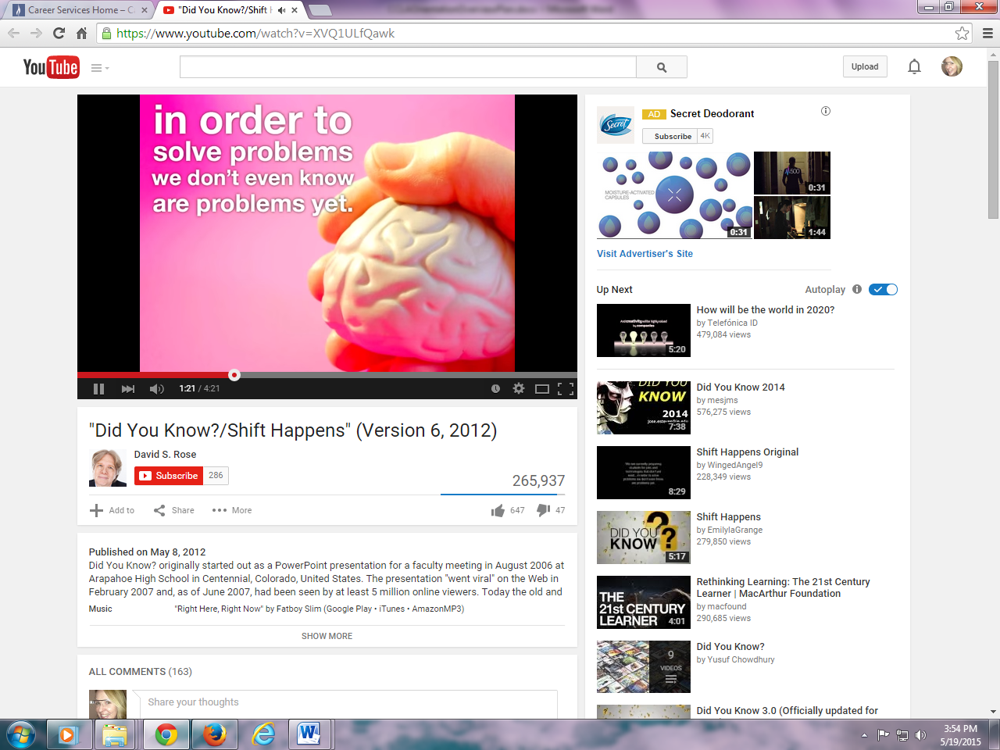 Career Services Home – C
"Did You Know?/Shift H
https://www.youtube.com/watch?v=XVQ1ULfQawk
YouTube
Upload
in order to
solve problems
we don't even know
are problems yet.
1:21 / 4:21
"Did You Know?/Shift Happens" (Version 6, 2012)
David S. Rose
Subscribe 286
265,937
Add to Share More 647 47
Published on May 8, 2012
Did You Know? originally started out as a PowerPoint presentation for a faculty meeting in August 2006 at
Arapahoe High School in Centennial, Colorado, United States. The presentation "went viral" on the Web in
February 2007 and, as of June 2007, had been seen by at least 5 million online viewers. Today the old and
Music "Right Here, Right Now" by Fatboy Slim (Google Play • iTunes • AmazonMP3)
SHOW MORE
ALL COMMENTS (163)
Share your thoughts
Secret
AD Secret Deodorant
Subscribe 4K
MOISTURE-ACTIVATED
CAPSULES
0:31
0:31
1:44
Visit Advertiser's Site
Up Next Autoplay
And creativity will be highly valued
by companies
5:20
How will be the world in 2020?
by Telefónica ID
479,084 views
DID YOU
KNOW
2014
7:38
Did You Know 2014
by mesjms
576,275 views
8:29
Shift Happens Original
by WingedAngel9
228,349 views
DID YOU
KNOW
?
5:17
Shift Happens
by EmilylaGrange
279,850 views
THE
21st CENTURY
LEARNER
4:01
Rethinking Learning: The 21st Century
Learner | MacArthur Foundation
by macfound
290,685 views
9
VIDEOS
Did You Know?
by Yusuf Chowdhury
Did You Know 3.0 (Officially updated for
3:54 PM
5/19/2015